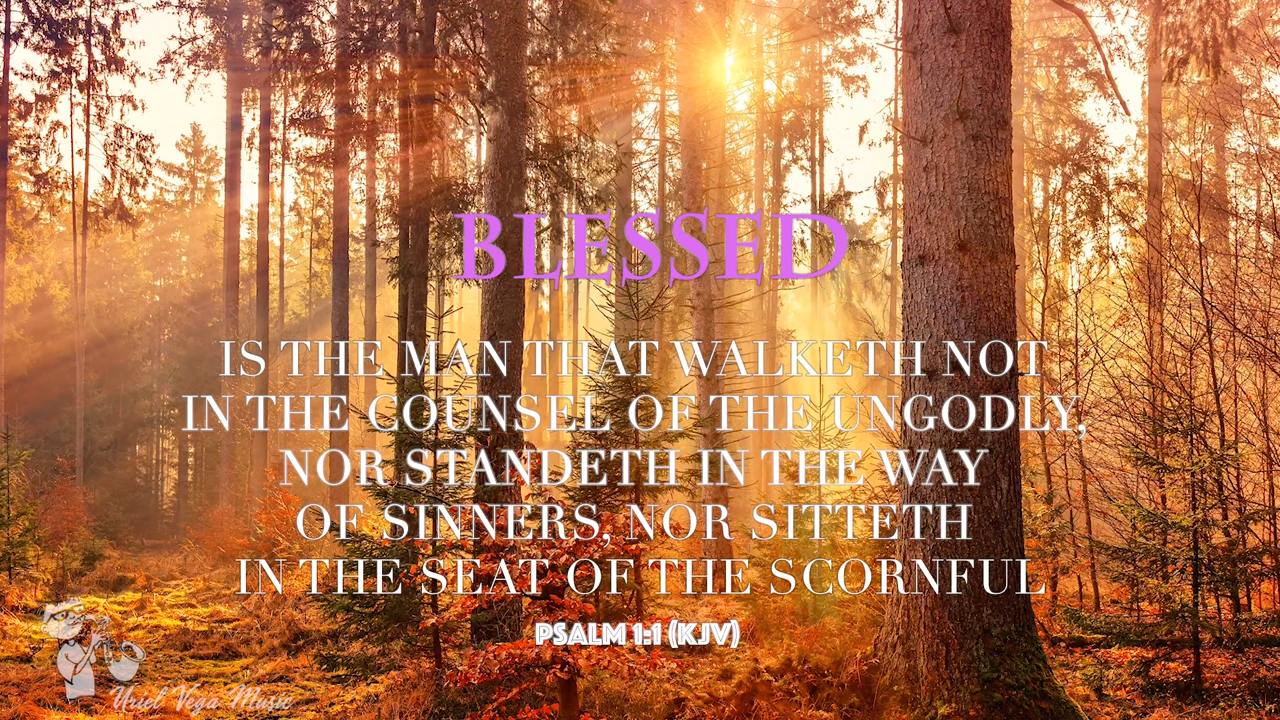 BLESSED
IS THE MAN THAT WALKETH NOT
IN THE COUNSEL OF THE UNGODLY,
NOR STANDETH IN THE WAY
OF SINNERS, NOR SITTETH
IN THE SEAT OF THE SCORNFUL
PSALM 1:1 (KJV)
Uriel Vega Music